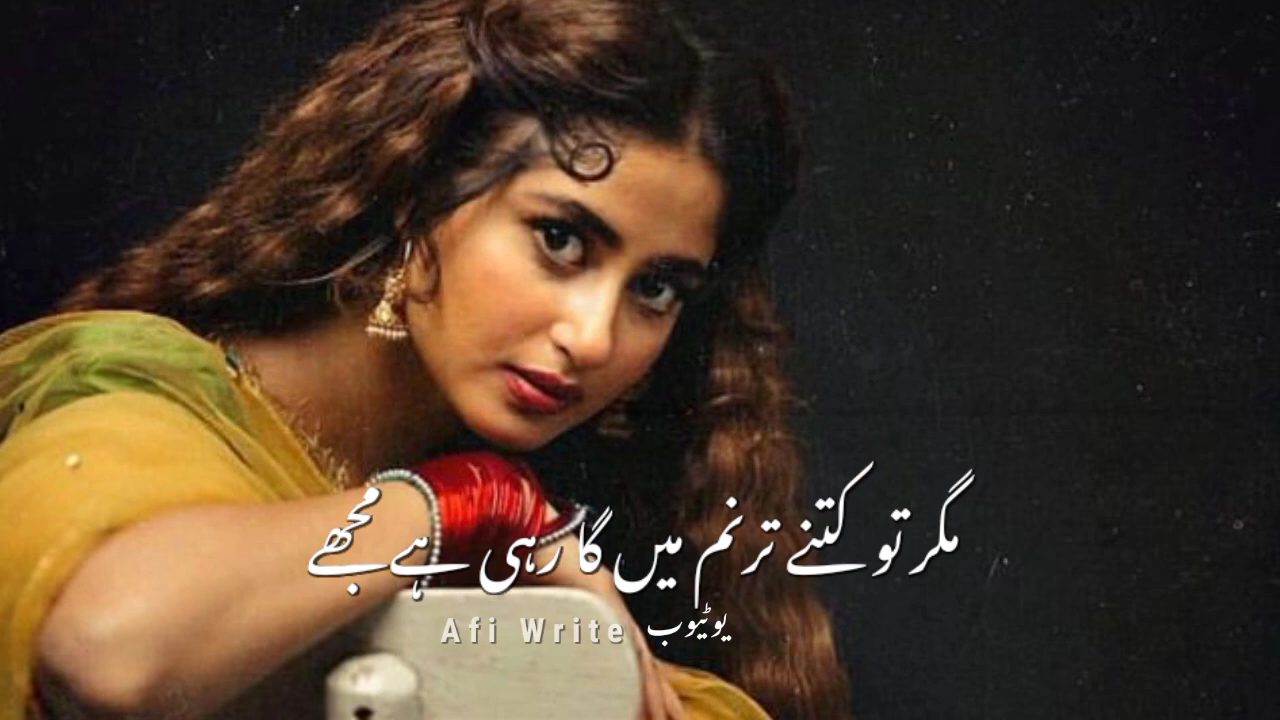 مگر تو کتنے ترنم میں گا رہی ہے مجھے
یوٹیوب Afi Write